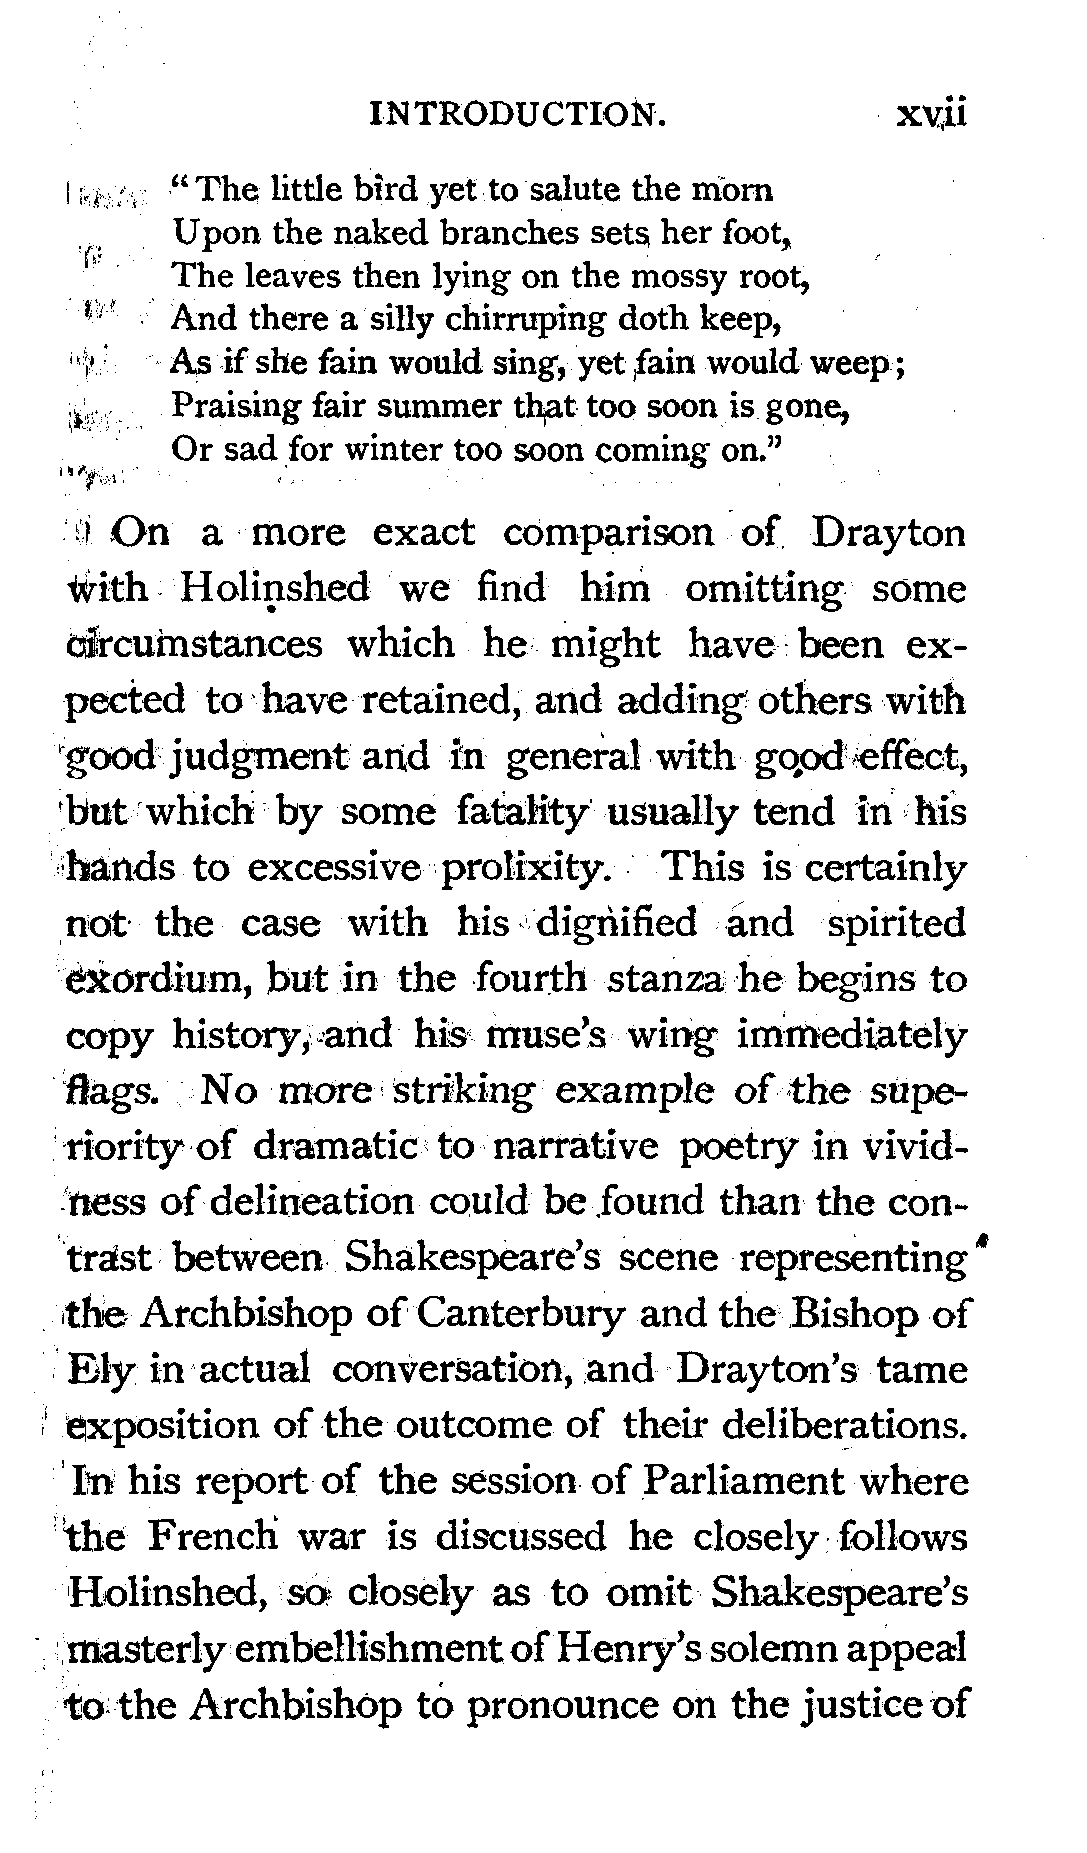 INTRODUCTION. xvii
“The little bird yet to salute the morn
Upon the naked branches sets her foot,
The leaves then lying on the mossy root,
And there a silly chirruping doth keep,
As if she fain would sing, yet fain would weep;
Praising fair summer that too soon is gone,
Or sad for winter too soon coming on.”
On a more exact comparison of Drayton
with Holinshed we find him omitting some
circumstances which he might have been ex-
pected to have retained, and adding others with
good judgment and in general with good effect,
but which by some fatality usually tend in his
hands to excessive prolixity. This is certainly
not the case with his dignified and spirited
exordium, but in the fourth stanza he begins to
copy history, and his muse’s wing immediately
flags. No more striking example of the supe-
riority of dramatic to narrative poetry in vivid-
ness of delineation could be found than the con-
trast between Shakespeare’s scene representing
the Archbishop of Canterbury and the Bishop of
Ely in actual conversation, and Drayton’s tame
exposition of the outcome of their deliberations.
In his report of the session of Parliament where
the French war is discussed he closely follows
Holinshed, so closely as to omit Shakespeare’s
masterly embellishment of Henry’s solemn appeal
to the Archbishop to pronounce on the justice of